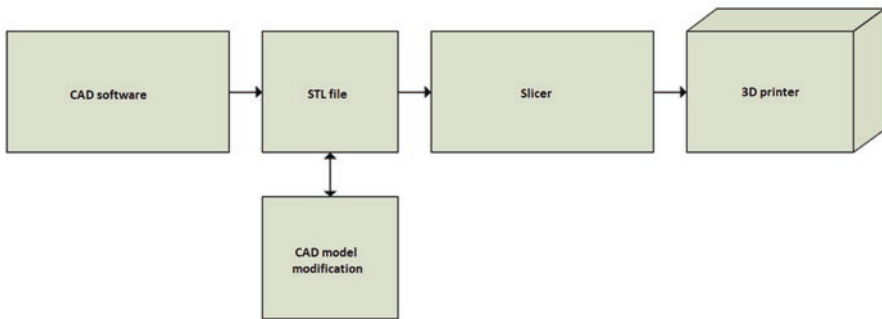 CAD software
STL file
Slicer
3D printer
CAD model
modification